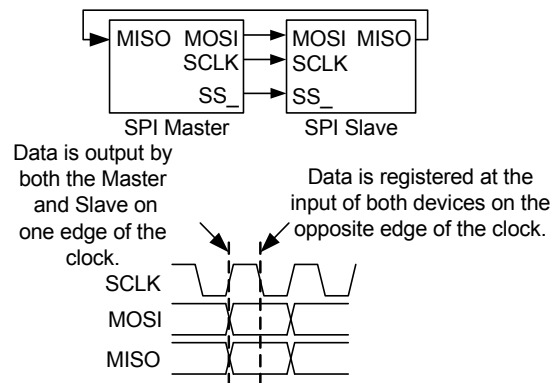 MISO MOSI MOSI MISO
SCLK SCLK
SS_ SS_
SPI Master SPI Slave
Data is output by
both the Master
and Slave on
one edge of the
clock.
Data is registered at the
input of both devices on the
opposite edge of the clock.
SCLK
MOSI
MISO